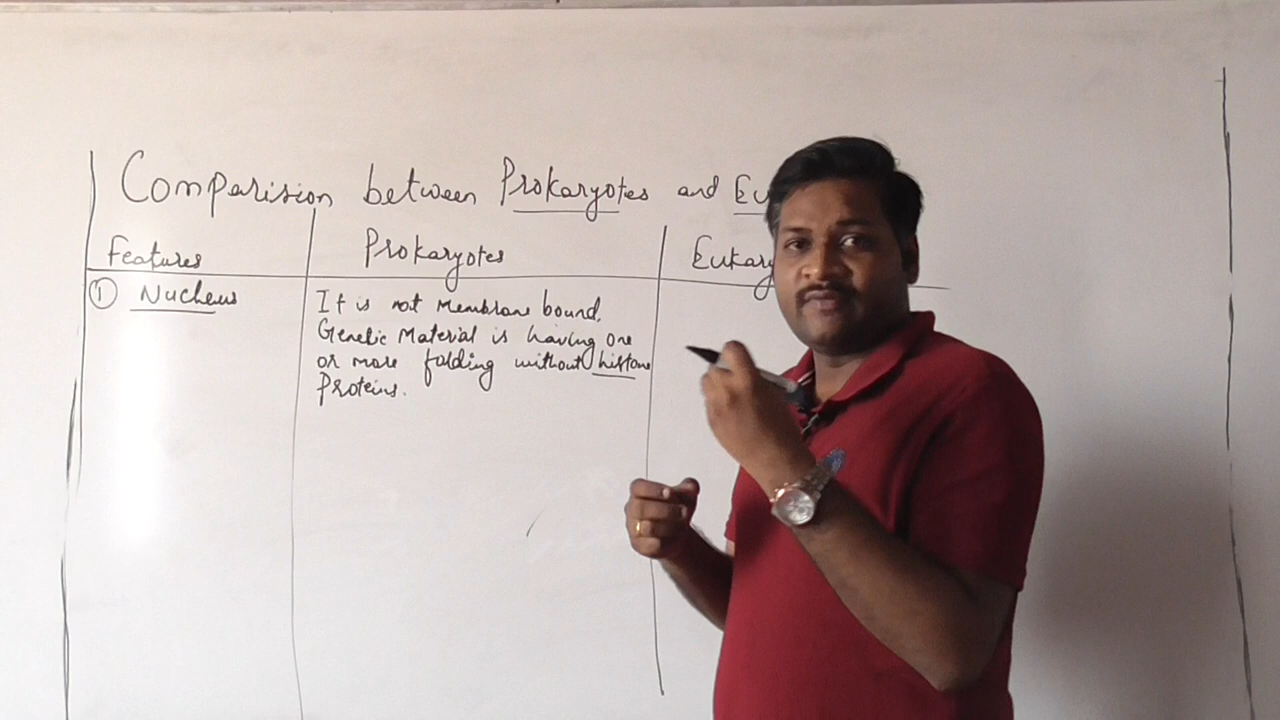 Comparision between Prokaryotes and Eu
Features
Prokaryotes
Eukary
① Nucleus
It is not Membrane bound.
Genetic Material is having one
or more folding without histone
Proteins.